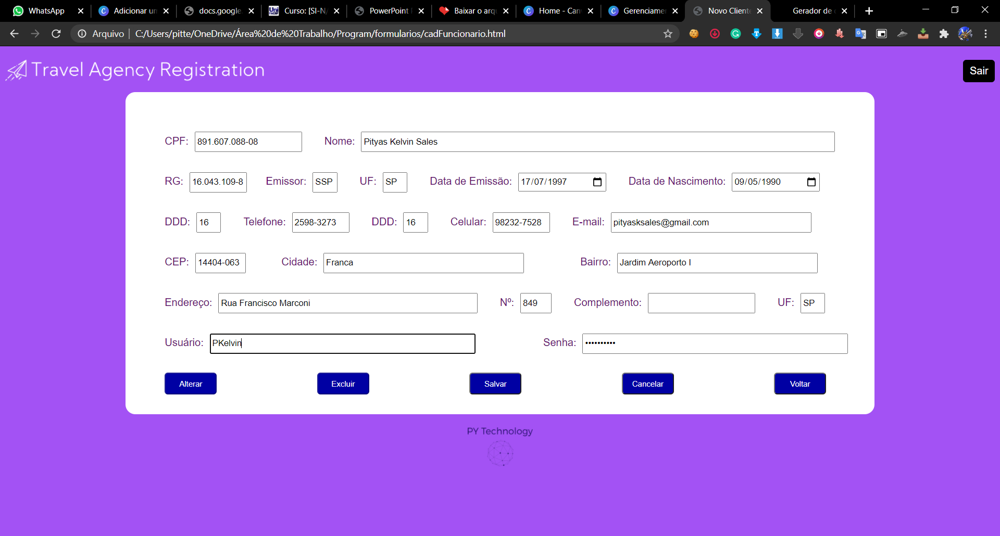 WhatsApp Adicionar un docs.google. Curso: [SI-N/ PowerPoint Baixar o arq Home - Can Gerenciamen Novo Cliente Gerador de
Arquivo C:/Users/pitte/OneDrive/Área%20de%20Trabalho/Program/formularios/cadFuncionario.html
Travel Agency Registration
Sair
CPF: 891.607.088-08 Nome: Pityas Kelvin Sales
RG: 16.043.109-8 Emissor: SSP UF: SP Data de Emissão: 17/07/1997 Data de Nascimento: 09/05/1990
DDD: 16 Telefone: 2598-3273 DDD: 16 Celular: 98232-7528 E-mail: pityasksales@gmail.com
CEP: 14404-063 Cidade: Franca Bairro: Jardim Aeroporto I
Endereço: Rua Francisco Marconi Nº: 849 Complemento: UF: SP
Usuário: PKelvin Senha: ••••••••••
Alterar Excluir Salvar Cancelar Voltar
PY Technology